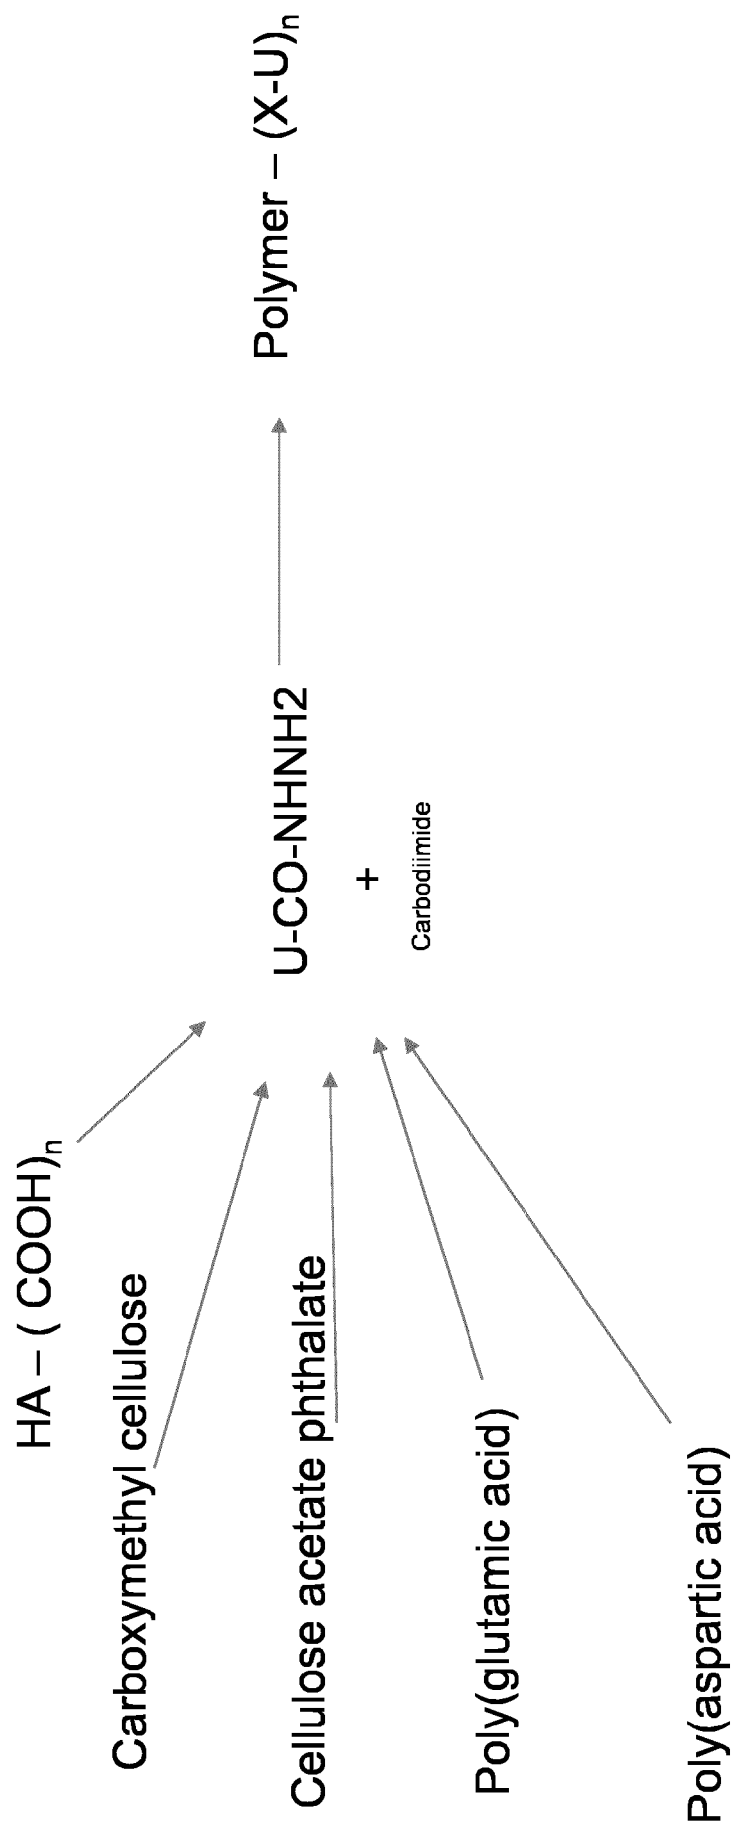 HA – ( COOH)n
Carboxymethyl cellulose
Cellulose acetate phthalate
Poly(glutamic acid)
Poly(aspartic acid)
U-CO-NHNH2
+
Carbodiimide
Polymer – (X-U)n